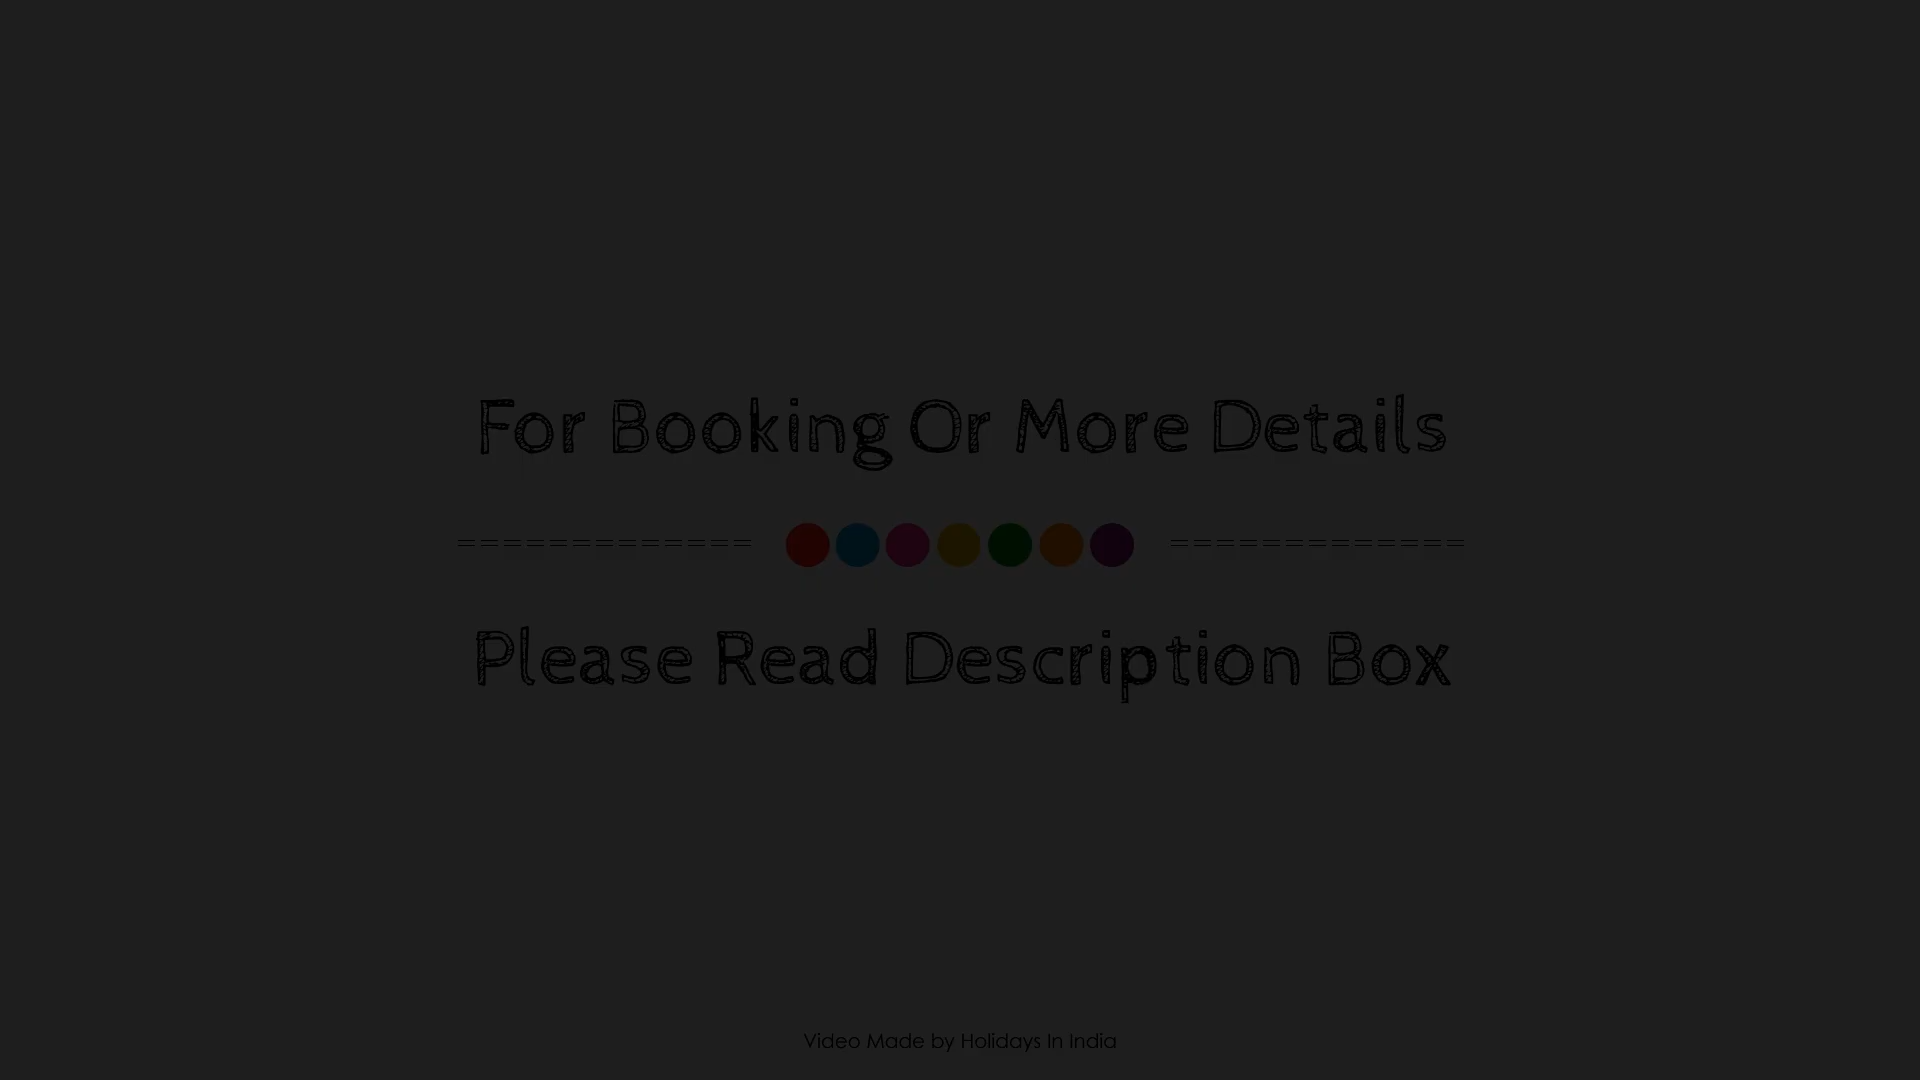 For Booking Or More Details
============= =============
Please Read Description Box
Video Made by Holidays In India